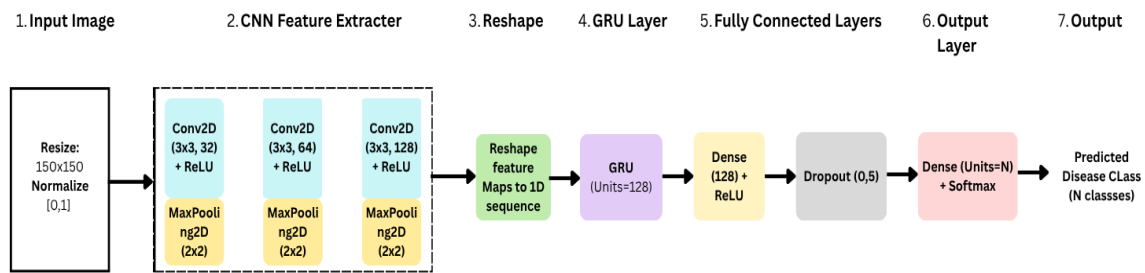 1. Input Image
2. CNN Feature Extracter
3. Reshape
4. GRU Layer
5. Fully Connected Layers
6. Output
Layer
7. Output
Resize:
150x150
Normalize
[0,1]
Conv2D
(3x3, 32)
+ ReLU
MaxPooli
ng2D
(2x2)
Conv2D
(3x3, 64)
+ ReLU
MaxPooli
ng2D
(2x2)
Conv2D
(3x3, 128)
+ ReLU
MaxPooli
ng2D
(2x2)
Reshape
feature
Maps to 1D
sequence
GRU
(Units=128)
Dense
(128) +
ReLU
Dropout (0,5)
Dense (Units=N)
+ Softmax
Predicted
Disease CLass
(N classses)